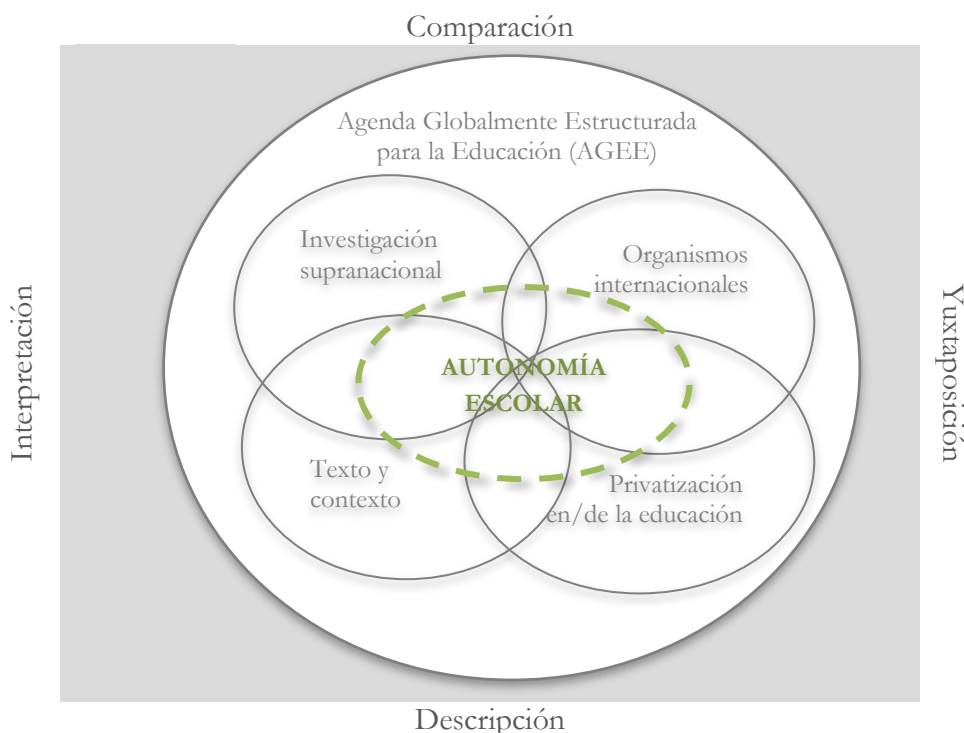 Comparación
Agenda Globalmente Estructurada
para la Educación (AGEE)
Investigación
supranacional
Organismos
internacionales
Interpretación
Yuxtaposición
AUTONOMÍA
ESCOLAR
Texto y
contexto
Privatización
en/de la educación
Descripción